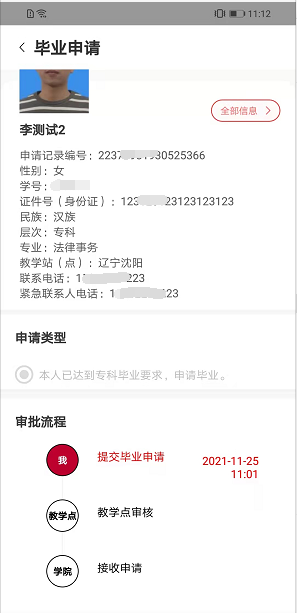 11:12
毕业申请
全部信息
李测试2
申请记录编号：2237 530525366
性别：女
学号：
证件号（身份证）：123 23123123123
民族：汉族
层次：专科
专业：法律事务
教学站（点）：辽宁沈阳
联系电话：1 223
紧急联系人电话：1 23
申请类型
本人已达到专科毕业要求，申请毕业。
审批流程
我 提交毕业申请 2021-11-25
11:01
教学点 教学点审核
学院 接收申请